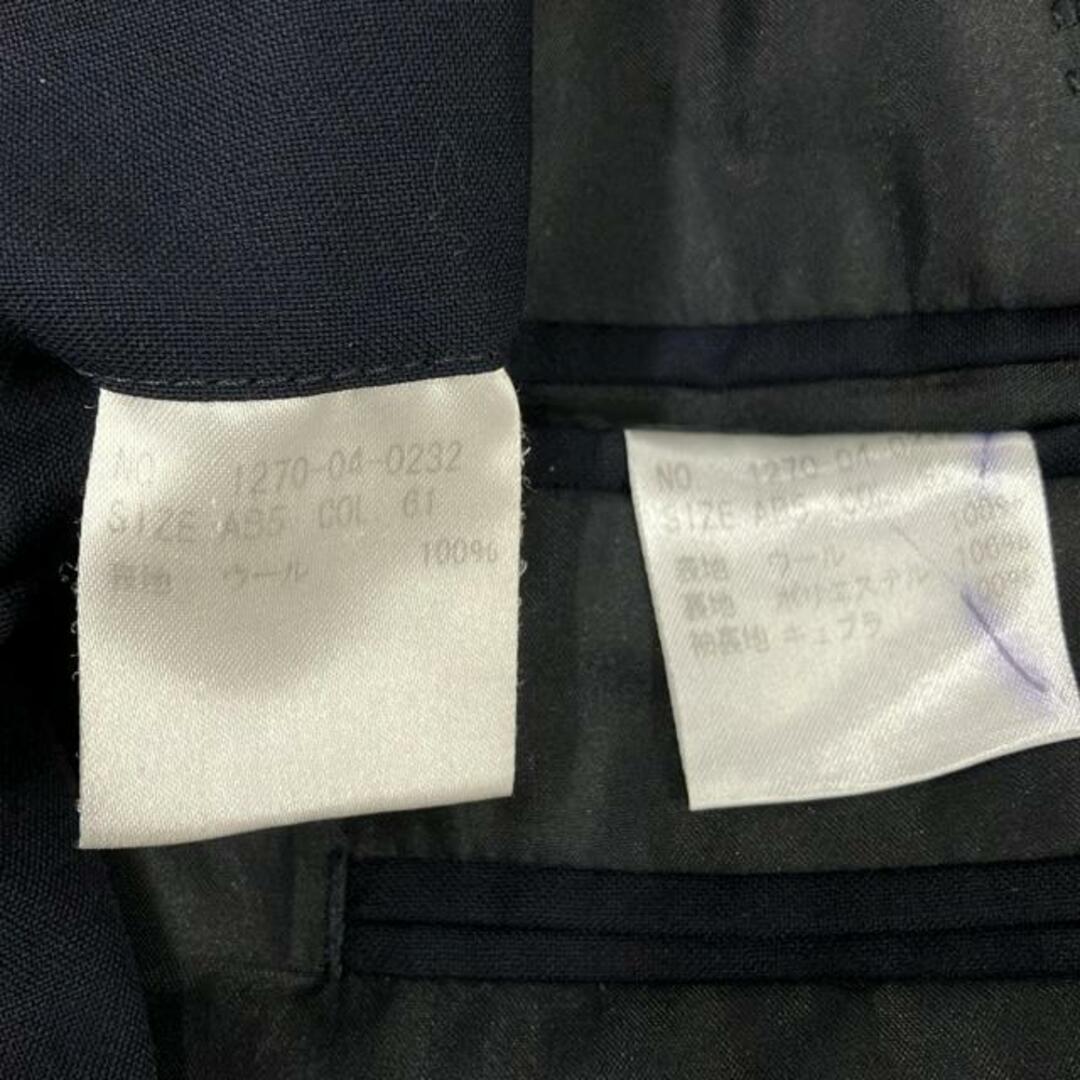 NO 1270-04-0232
SIZE AB5 COL 61
表地 ウール 100%
NO 1270-04-0232
SIZE AB5 COL
表地 ウール 100%
裏地 ポリエステル 100%
袖裏地 キュプラ 100%